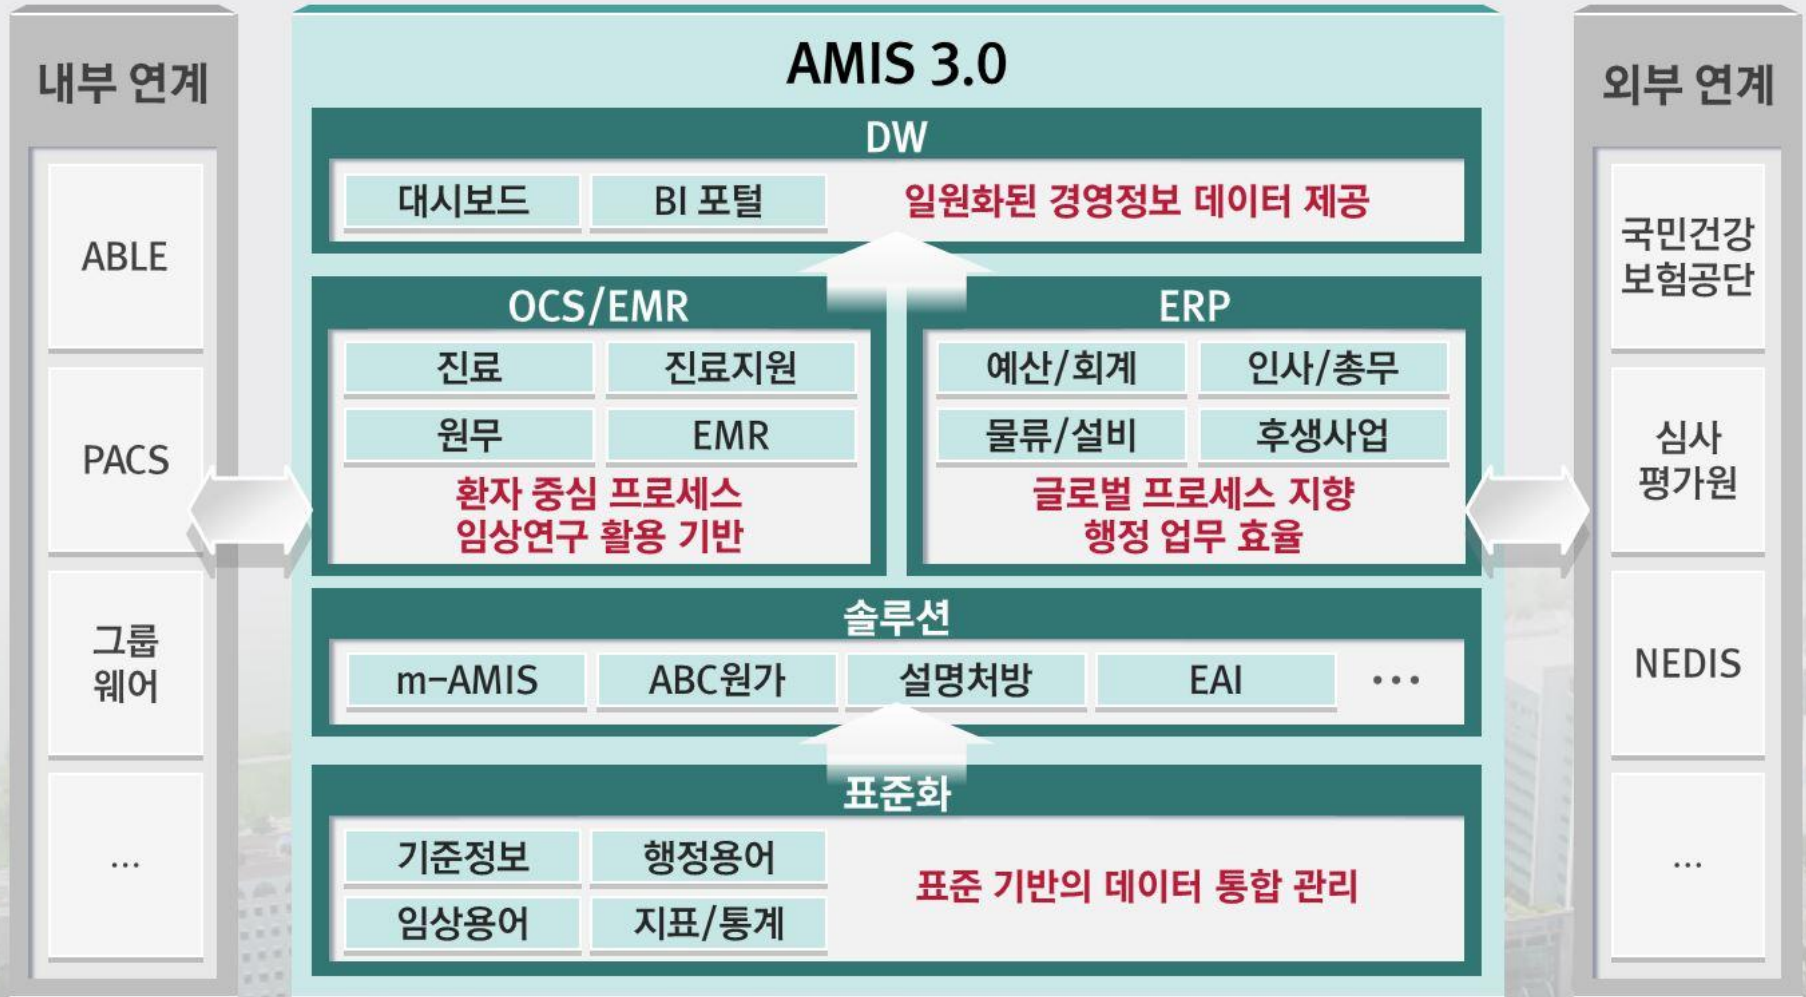 내부 연계
ABLE
PACS
그룹
웨어
...
AMIS 3.0
DW
대시보드
BI 포털
일원화된 경영정보 데이터 제공
OCS/EMR
진료
진료지원
원무
EMR
환자 중심 프로세스
임상연구 활용 기반
ERP
예산/회계
인사/총무
물류/설비
후생사업
글로벌 프로세스 지향
행정 업무 효율
솔루션
m-AMIS
ABC원가
설명처방
EAI
...
표준화
기준정보
행정용어
임상용어
지표/통계
표준 기반의 데이터 통합 관리
외부 연계
국민건강
보험공단
심사
평가원
NEDIS
...